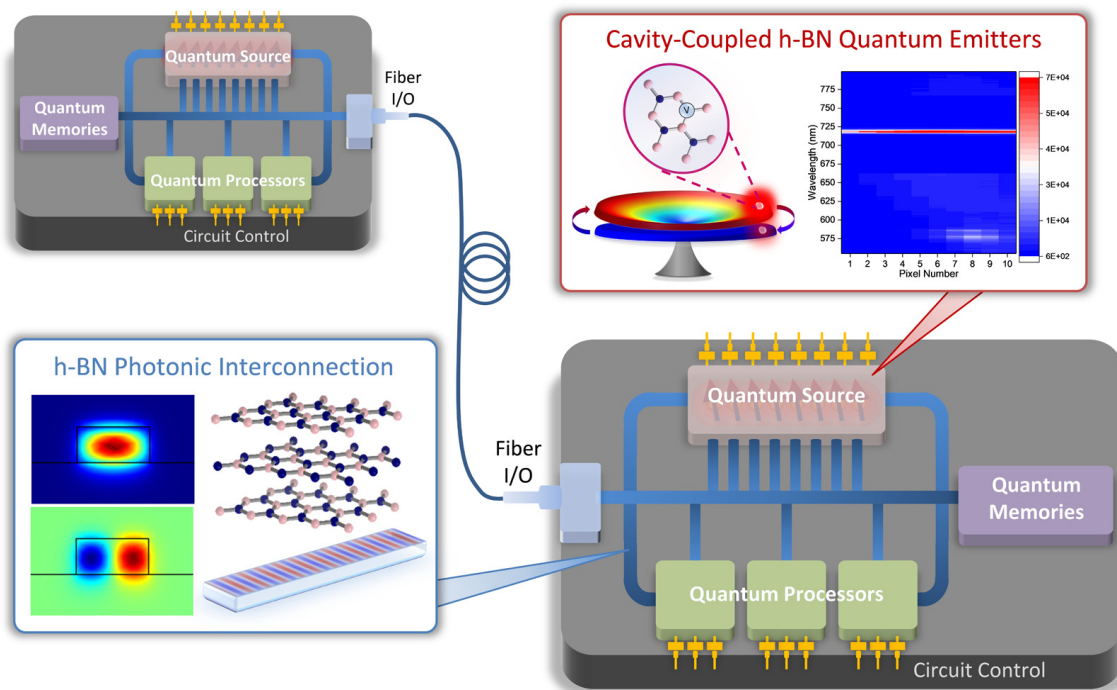 Quantum Source
Quantum
Memories
Quantum Processors
Circuit Control
Fiber
I/O
Cavity-Coupled h-BN Quantum Emitters
V
Wavelength (nm)
775
750
725
700
675
650
625
600
575
1 2 3 4 5 6 7 8 9 10
Pixel Number
7E+04
5E+04
3E+04
1E+04
6E+02
h-BN Photonic Interconnection
Fiber
I/O
Quantum
Source
Quantum
Memories
Quantum Processors
Circuit Control